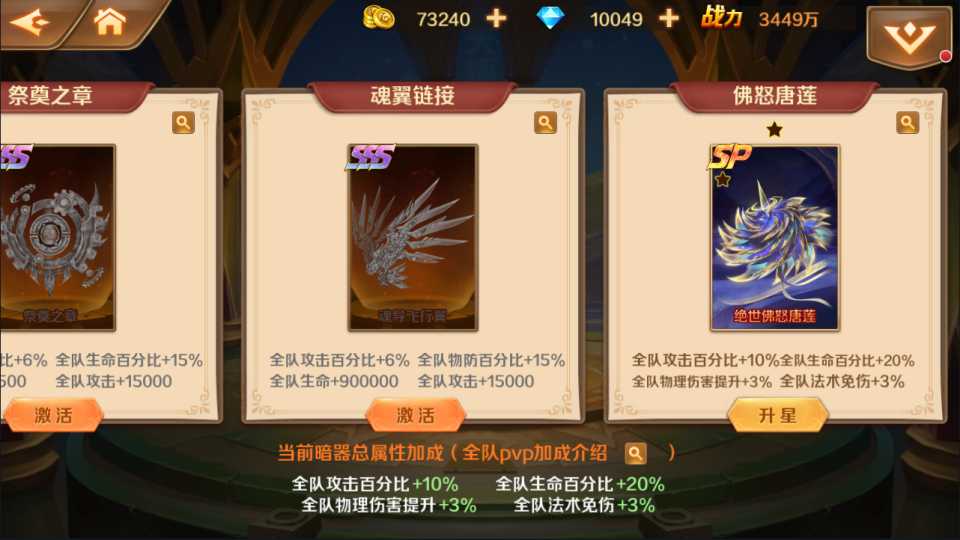 73240
10049
战力 3449万
祭奠之章
SSS
祭奠之章
比+6% 全队生命百分比+15%
500 全队攻击+15000
激活
魂翼链接
SSS
魂导飞行翼
全队攻击百分比+6% 全队物防百分比+15%
全队生命+900000 全队攻击+15000
激活
佛怒唐莲
SP
绝世佛怒唐莲
全队攻击百分比+10%全队生命百分比+20%
全队物理伤害提升+3% 全队法术免伤+3%
升星
当前暗器总属性加成（全队pvp加成介绍 ）
全队攻击百分比+10% 全队生命百分比+20%
全队物理伤害提升+3% 全队法术免伤+3%